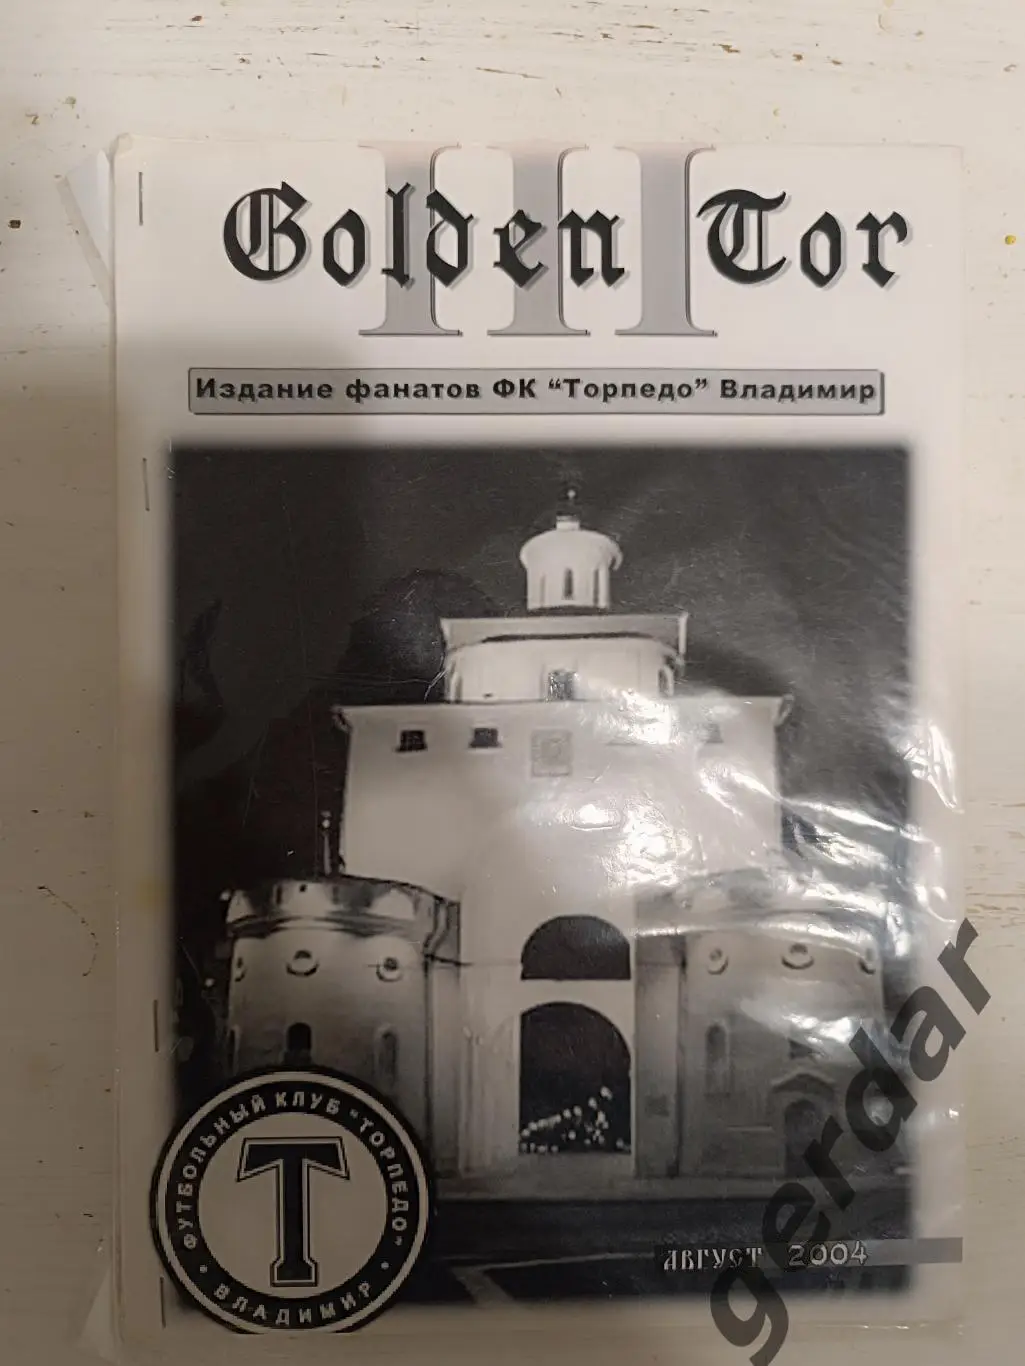 III
Golden Tor
Издание фанатов ФК “Торпедо” Владимир
ФУТБОЛЬНЫЙ КЛУБ "ТОРПЕДО"
Т
• ВЛАДИМИР •
АВГУСТ 2004
gerdar